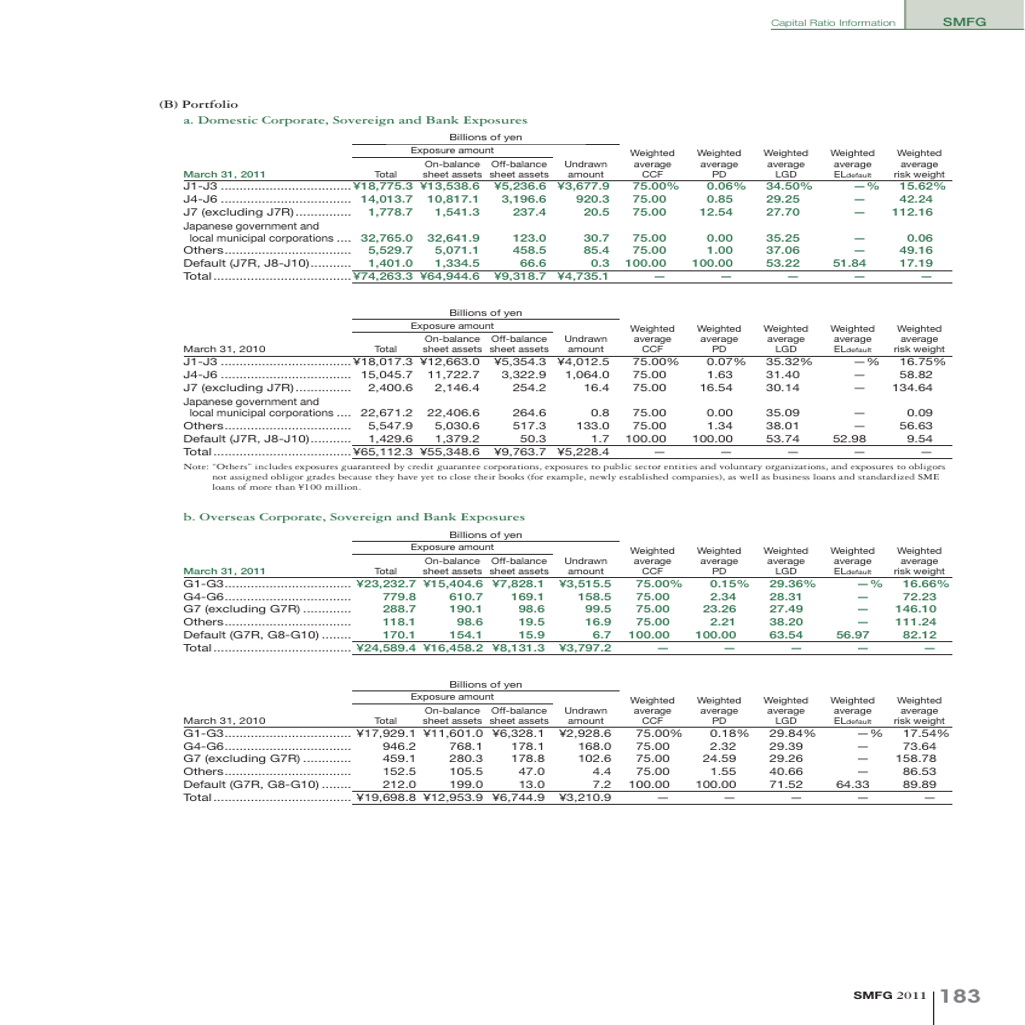 Capital Ratio Information SMFG
(B) Portfolio
a. Domestic Corporate, Sovereign and Bank Exposures
Billions of yen
Exposure amount Weighted Weighted Weighted Weighted Weighted
On-balance Off-balance Undrawn average average average average average
March 31, 2011 Total sheet assets sheet assets amount CCF PD LGD ELdefault risk weight
J1-J3 ................................... ¥18,775.3 ¥13,538.6 ¥5,236.6 ¥3,677.9 75.00% 0.06% 34.50% — % 15.62%
J4-J6 ................................... 14,013.7 10,817.1 3,196.6 920.3 75.00 0.85 29.25 — 42.24
J7 (excluding J7R) ............... 1,778.7 1,541.3 237.4 20.5 75.00 12.54 27.70 — 112.16
Japanese government and
local municipal corporations .... 32,765.0 32,641.9 123.0 30.7 75.00 0.00 35.25 — 0.06
Others .................................. 5,529.7 5,071.1 458.5 85.4 75.00 1.00 37.06 — 49.16
Default (J7R, J8-J10) ........... 1,401.0 1,334.5 66.6 0.3 100.00 100.00 53.22 51.84 17.19
Total ..................................... ¥74,263.3 ¥64,944.6 ¥9,318.7 ¥4,735.1 — — — — —
Billions of yen
Exposure amount Weighted Weighted Weighted Weighted Weighted
On-balance Off-balance Undrawn average average average average average
March 31, 2010 Total sheet assets sheet assets amount CCF PD LGD ELdefault risk weight
J1-J3 ................................... ¥18,017.3 ¥12,663.0 ¥5,354.3 ¥4,012.5 75.00% 0.07% 35.32% — % 16.75%
J4-J6 ................................... 15,045.7 11,722.7 3,322.9 1,064.0 75.00 1.63 31.40 — 58.82
J7 (excluding J7R) ............... 2,400.6 2,146.4 254.2 16.4 75.00 16.54 30.14 — 134.64
Japanese government and
local municipal corporations .... 22,671.2 22,406.6 264.6 0.8 75.00 0.00 35.09 — 0.09
Others .................................. 5,547.9 5,030.6 517.3 133.0 75.00 1.34 38.01 — 56.63
Default (J7R, J8-J10) ........... 1,429.6 1,379.2 50.3 1.7 100.00 100.00 53.74 52.98 9.54
Total ..................................... ¥65,112.3 ¥55,348.6 ¥9,763.7 ¥5,228.4 — — — — —
Note: "Others" includes exposures guaranteed by credit guarantee corporations, exposures to public sector entities and voluntary organizations, and exposures to obligors
not assigned obligor grades because they have yet to close their books (for example, newly established companies), as well as business loans and standardized SME
loans of more than ¥100 million.
b. Overseas Corporate, Sovereign and Bank Exposures
Billions of yen
Exposure amount Weighted Weighted Weighted Weighted Weighted
On-balance Off-balance Undrawn average average average average average
March 31, 2011 Total sheet assets sheet assets amount CCF PD LGD ELdefault risk weight
G1-G3 .................................. ¥23,232.7 ¥15,404.6 ¥7,828.1 ¥3,515.5 75.00% 0.15% 29.36% — % 16.66%
G4-G6 .................................. 779.8 610.7 169.1 158.5 75.00 2.34 28.31 — 72.23
G7 (excluding G7R) ............. 288.7 190.1 98.6 99.5 75.00 23.26 27.49 — 146.10
Others .................................. 118.1 98.6 19.5 16.9 75.00 2.21 38.20 — 111.24
Default (G7R, G8-G10) ........ 170.1 154.1 15.9 6.7 100.00 100.00 63.54 56.97 82.12
Total ..................................... ¥24,589.4 ¥16,458.2 ¥8,131.3 ¥3,797.2 — — — — —
Billions of yen
Exposure amount Weighted Weighted Weighted Weighted Weighted
On-balance Off-balance Undrawn average average average average average
March 31, 2010 Total sheet assets sheet assets amount CCF PD LGD ELdefault risk weight
G1-G3 .................................. ¥17,929.1 ¥11,601.0 ¥6,328.1 ¥2,928.6 75.00% 0.18% 29.84% — % 17.54%
G4-G6 .................................. 946.2 768.1 178.1 168.0 75.00 2.32 29.39 — 73.64
G7 (excluding G7R) ............. 459.1 280.3 178.8 102.6 75.00 24.59 29.26 — 158.78
Others .................................. 152.5 105.5 47.0 4.4 75.00 1.55 40.66 — 86.53
Default (G7R, G8-G10) ........ 212.0 199.0 13.0 7.2 100.00 100.00 71.52 64.33 89.89
Total ..................................... ¥19,698.8 ¥12,953.9 ¥6,744.9 ¥3,210.9 — — — — —
SMFG 2011 183